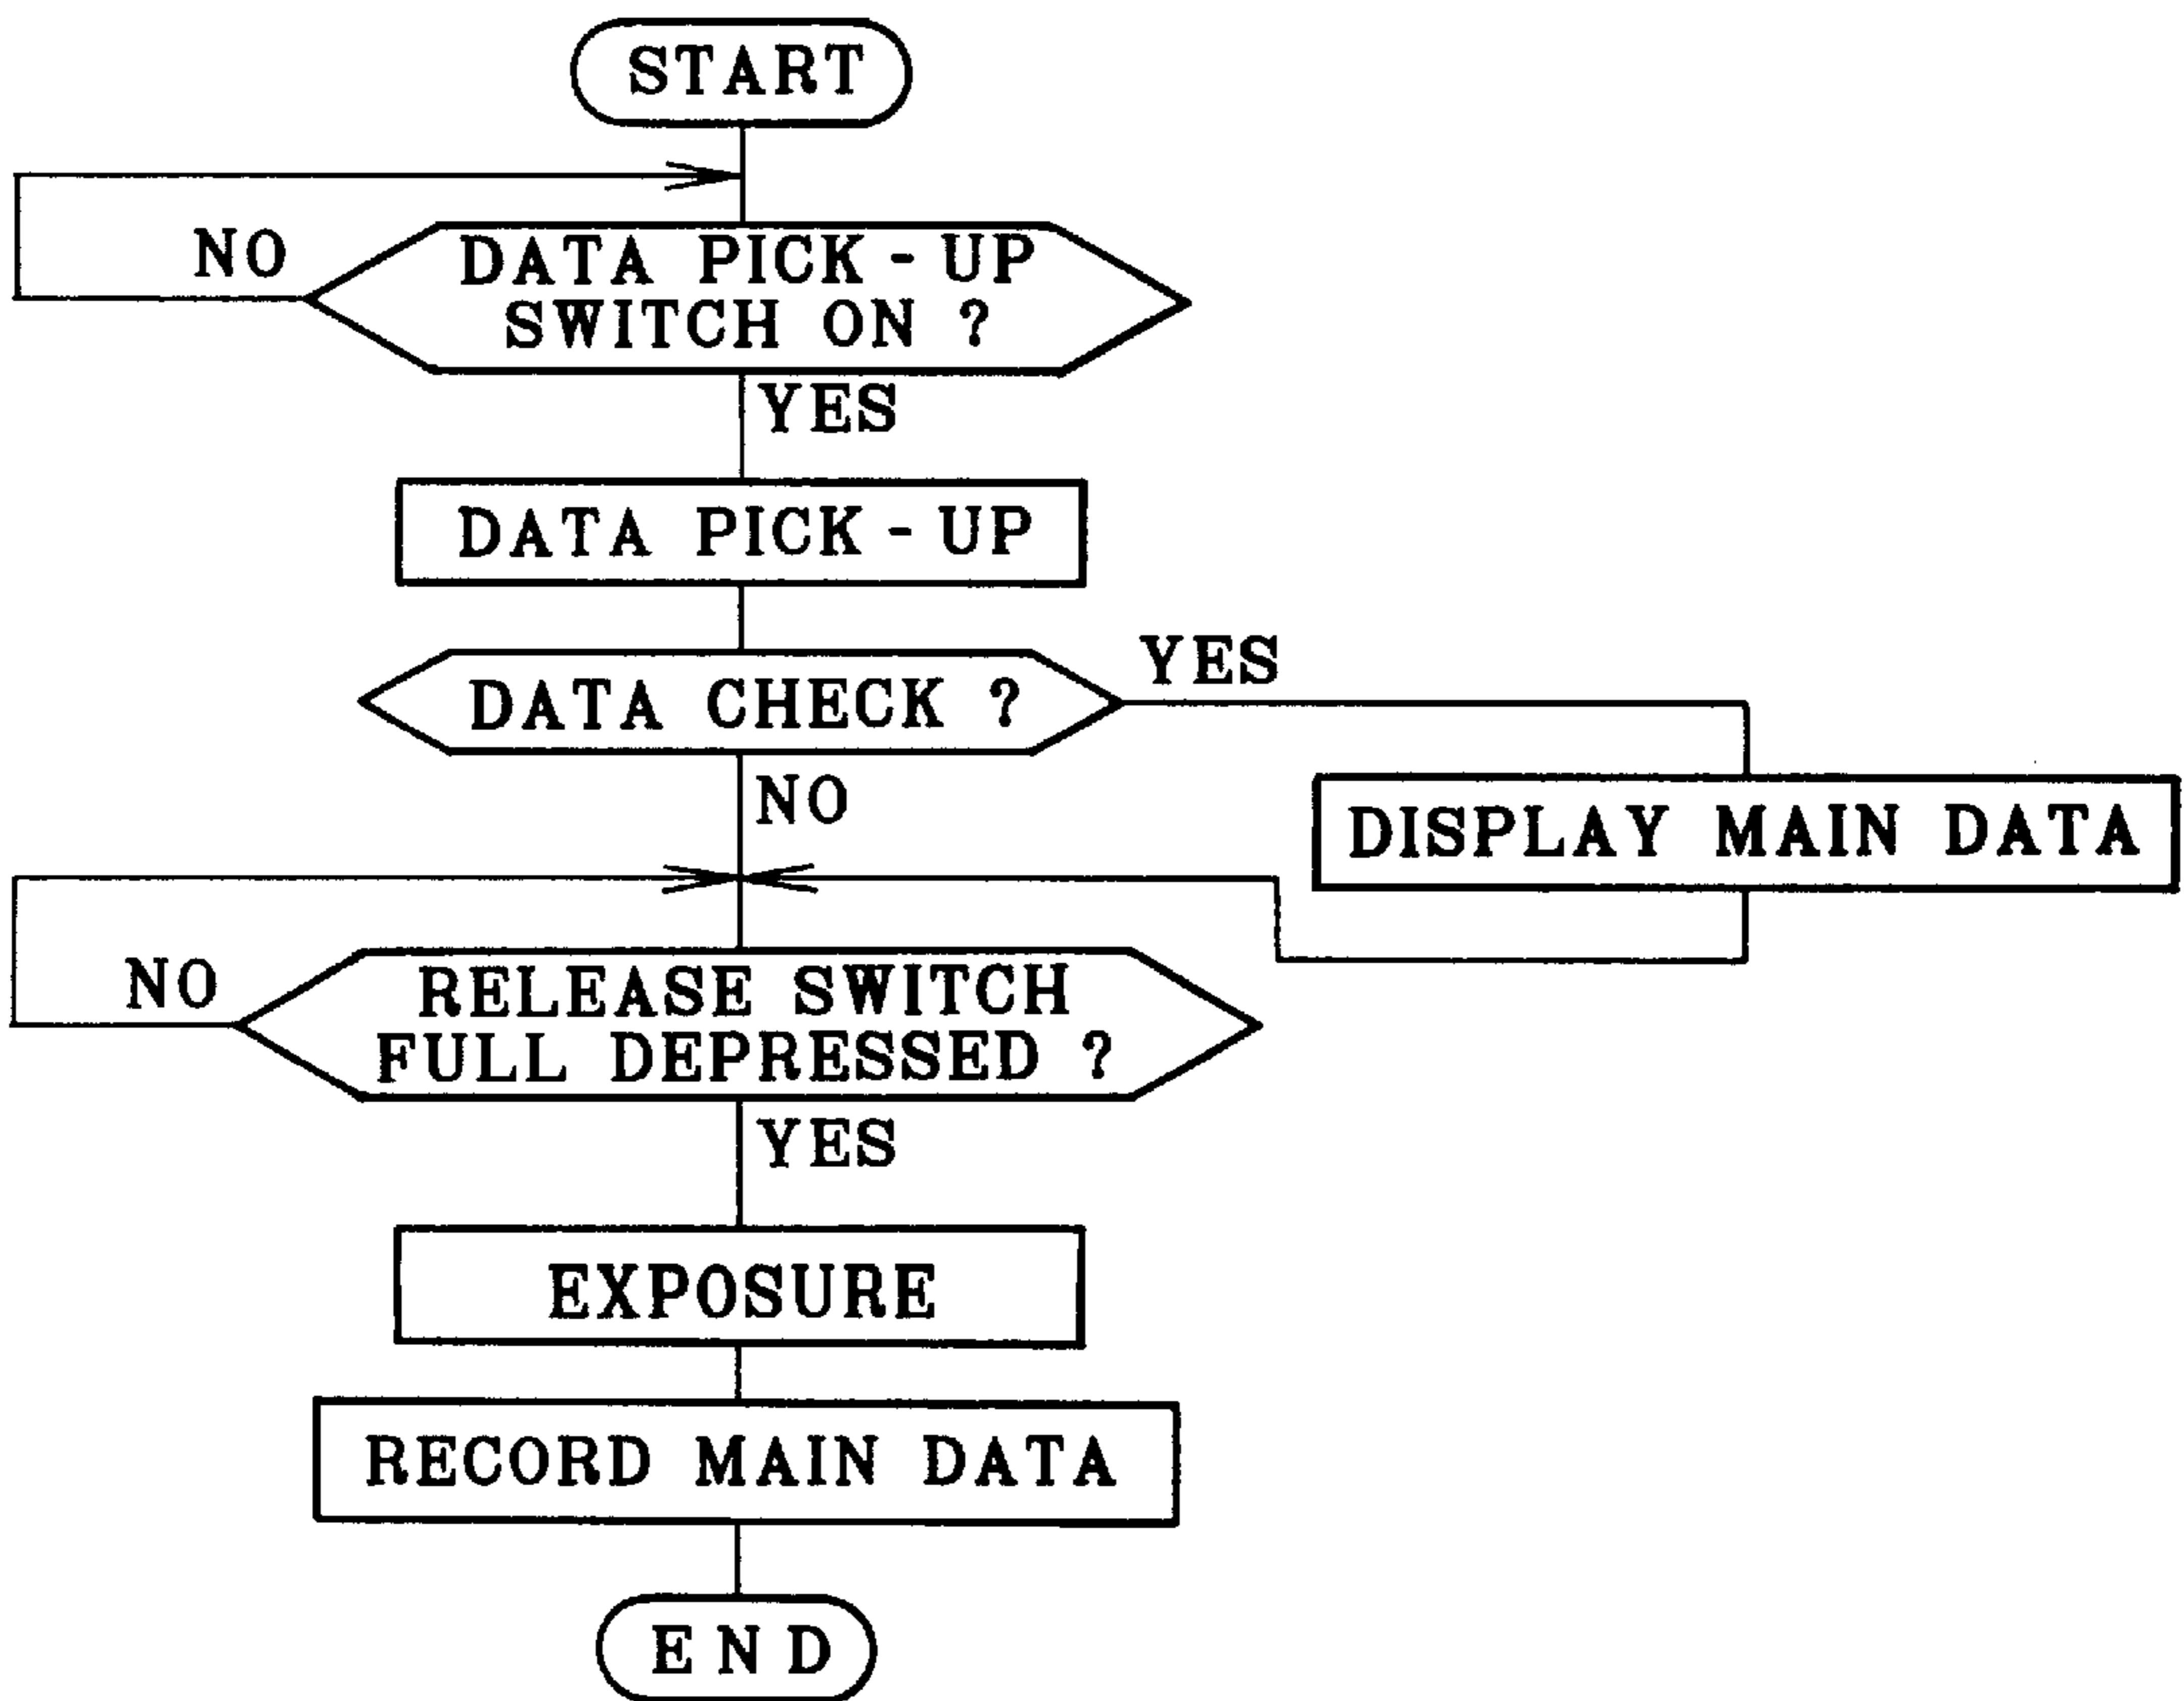 START
NO
DATA PICK-UP
SWITCH ON ?
YES
DATA PICK-UP
YES
DATA CHECK ?
NO
DISPLAY MAIN DATA
NO
RELEASE SWITCH
FULL DEPRESSED ?
YES
EXPOSURE
RECORD MAIN DATA
END